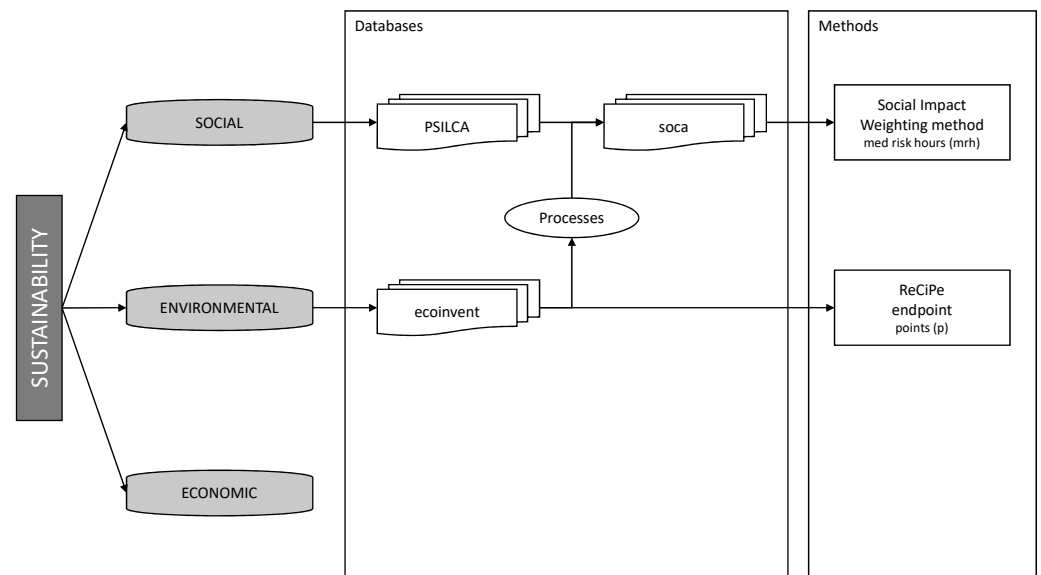 Databases
Methods
SOCIAL
PSILCA
soca
Social Impact
Weighting method
med risk hours (mrh)
Processes
SUSTAINABILITY
ENVIRONMENTAL
ecoinvent
ReCiPe
endpoint
points (p)
ECONOMIC